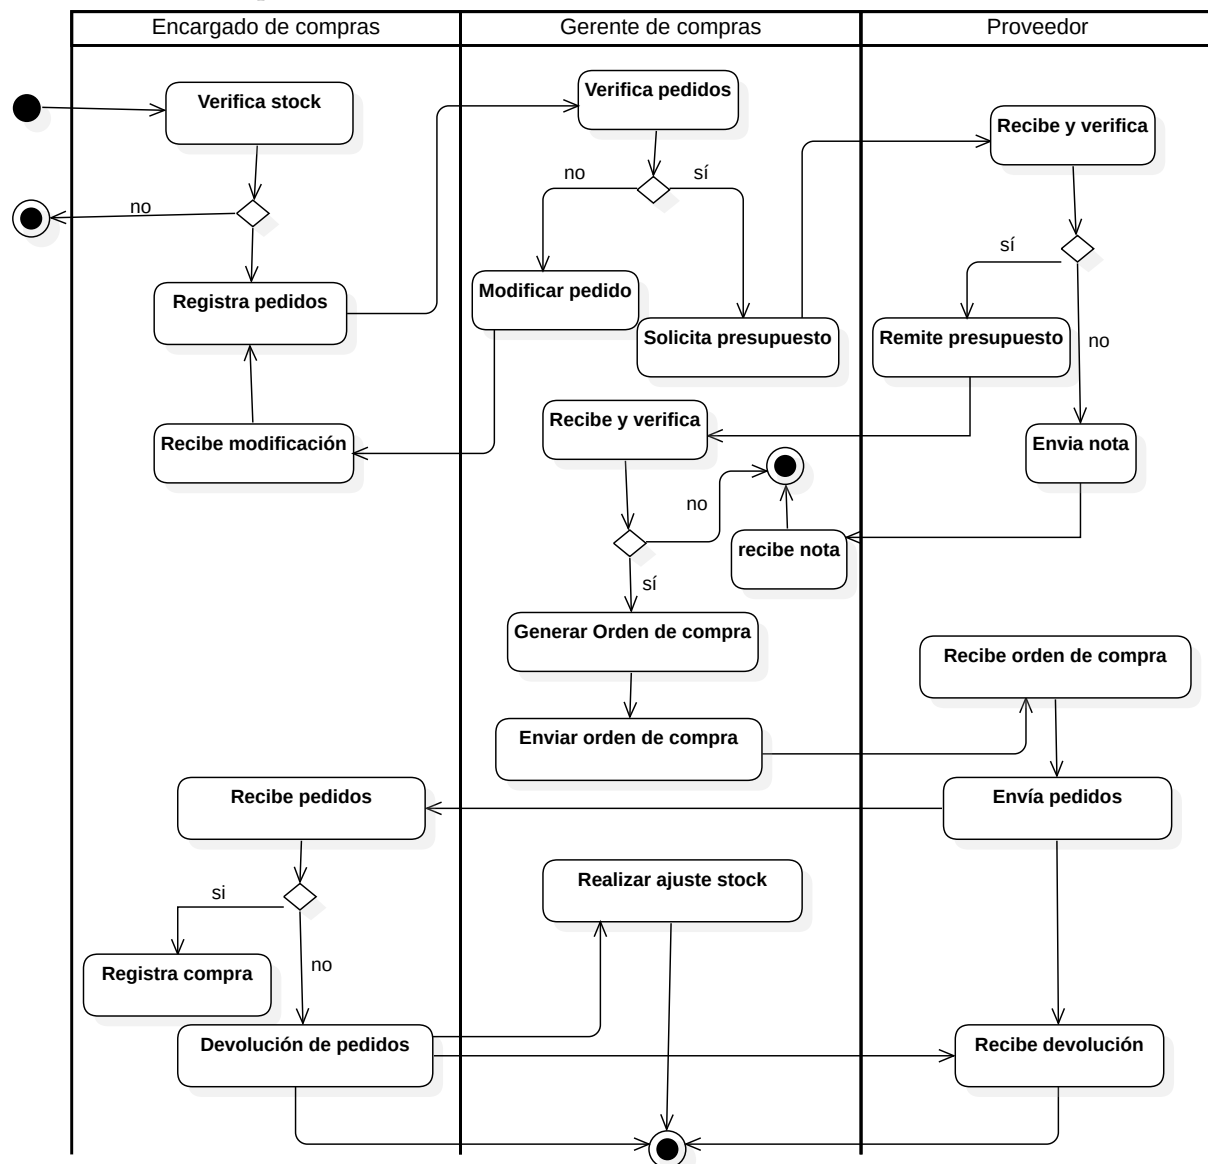 Encargado de compras
Gerente de compras
Proveedor
Verifica stock
Verifica pedidos
Recibe y verifica
no
no
sí
sí
no
Registra pedidos
Modificar pedido
Solicita presupuesto
Remite presupuesto
Recibe modificación
Recibe y verifica
Envia nota
no
recibe nota
sí
Generar Orden de compra
Recibe orden de compra
Enviar orden de compra
Recibe pedidos
Envía pedidos
Realizar ajuste stock
si
no
Registra compra
Devolución de pedidos
Recibe devolución